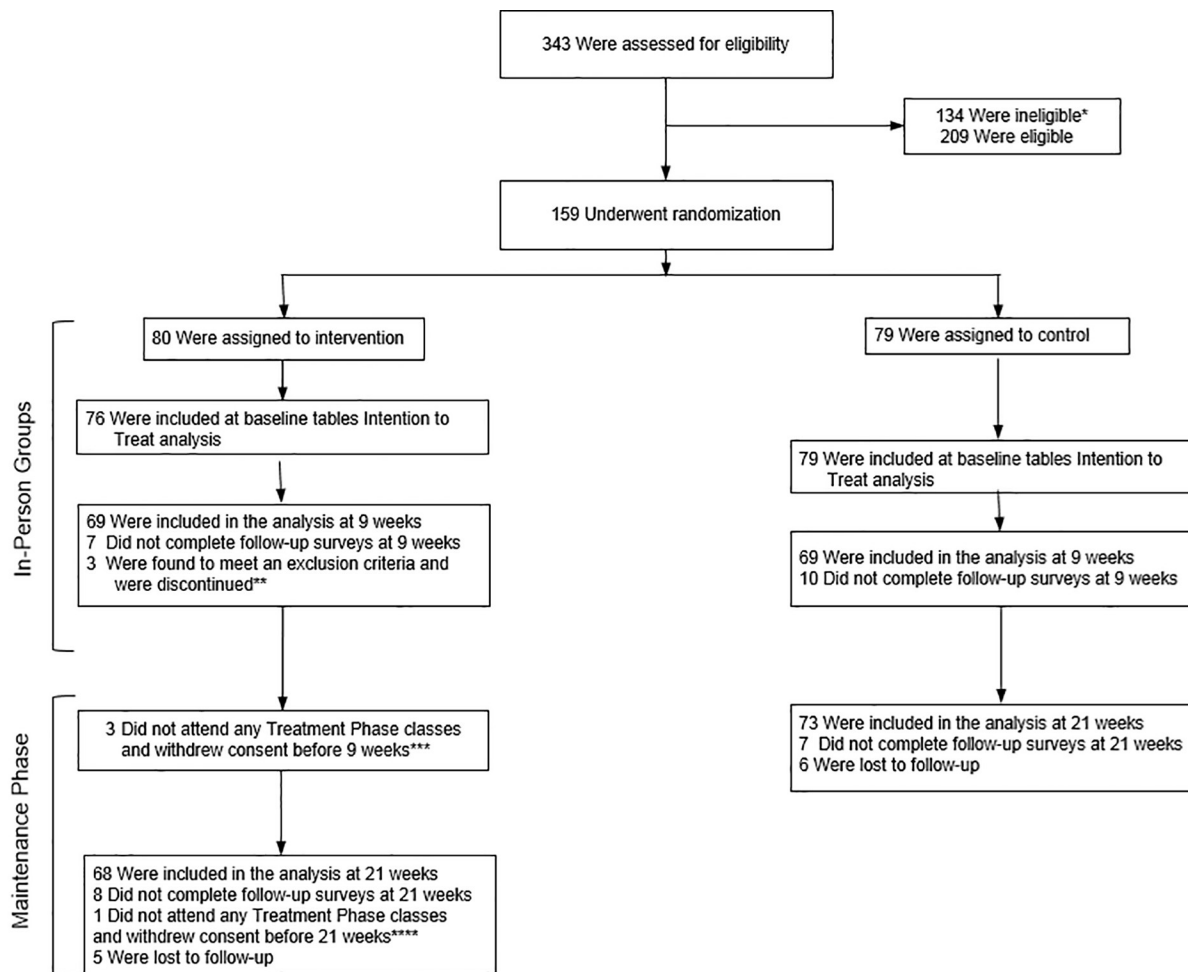 343 Were assessed for eligibility
134 Were ineligible*
209 Were eligible
159 Underwent randomization
In-Person Groups
80 Were assigned to intervention
76 Were included at baseline tables Intention to
Treat analysis
69 Were included in the analysis at 9 weeks
7 Did not complete follow-up surveys at 9 weeks
3 Were found to meet an exclusion criteria and
were discontinued**
79 Were assigned to control
79 Were included at baseline tables Intention to
Treat analysis
69 Were included in the analysis at 9 weeks
10 Did not complete follow-up surveys at 9 weeks
Maintenance Phase
3 Did not attend any Treatment Phase classes
and withdrew consent before 9 weeks***
68 Were included in the analysis at 21 weeks
8 Did not complete follow-up surveys at 21 weeks
1 Did not attend any Treatment Phase classes
and withdrew consent before 21 weeks****
5 Were lost to follow-up
73 Were included in the analysis at 21 weeks
7 Did not complete follow-up surveys at 21 weeks
6 Were lost to follow-up